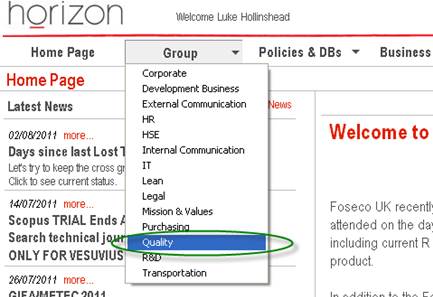 horizon
Welcome Luke Hollinshead
Home Page Group Policies & DBs Business
Home Page
Latest News
News
02/08/2011 more...
Days since last Lost T
Let's try to keep the cross gr
Click to see current status.
14/07/2011 more...
Scopus TRIAL Ends A
Search technical jour
ONLY FOR VESUVIUS
26/07/2011 more...
GIFA/METEC 2011
Corporate
Development Business
External Communication
HR
HSE
Internal Communication
IT
Lean
Legal
Mission & Values
Purchasing
Quality
R&D
Transportation
Welcome to
Foseco UK recently
attended on the day
including current R
product.
In addition to the Fo